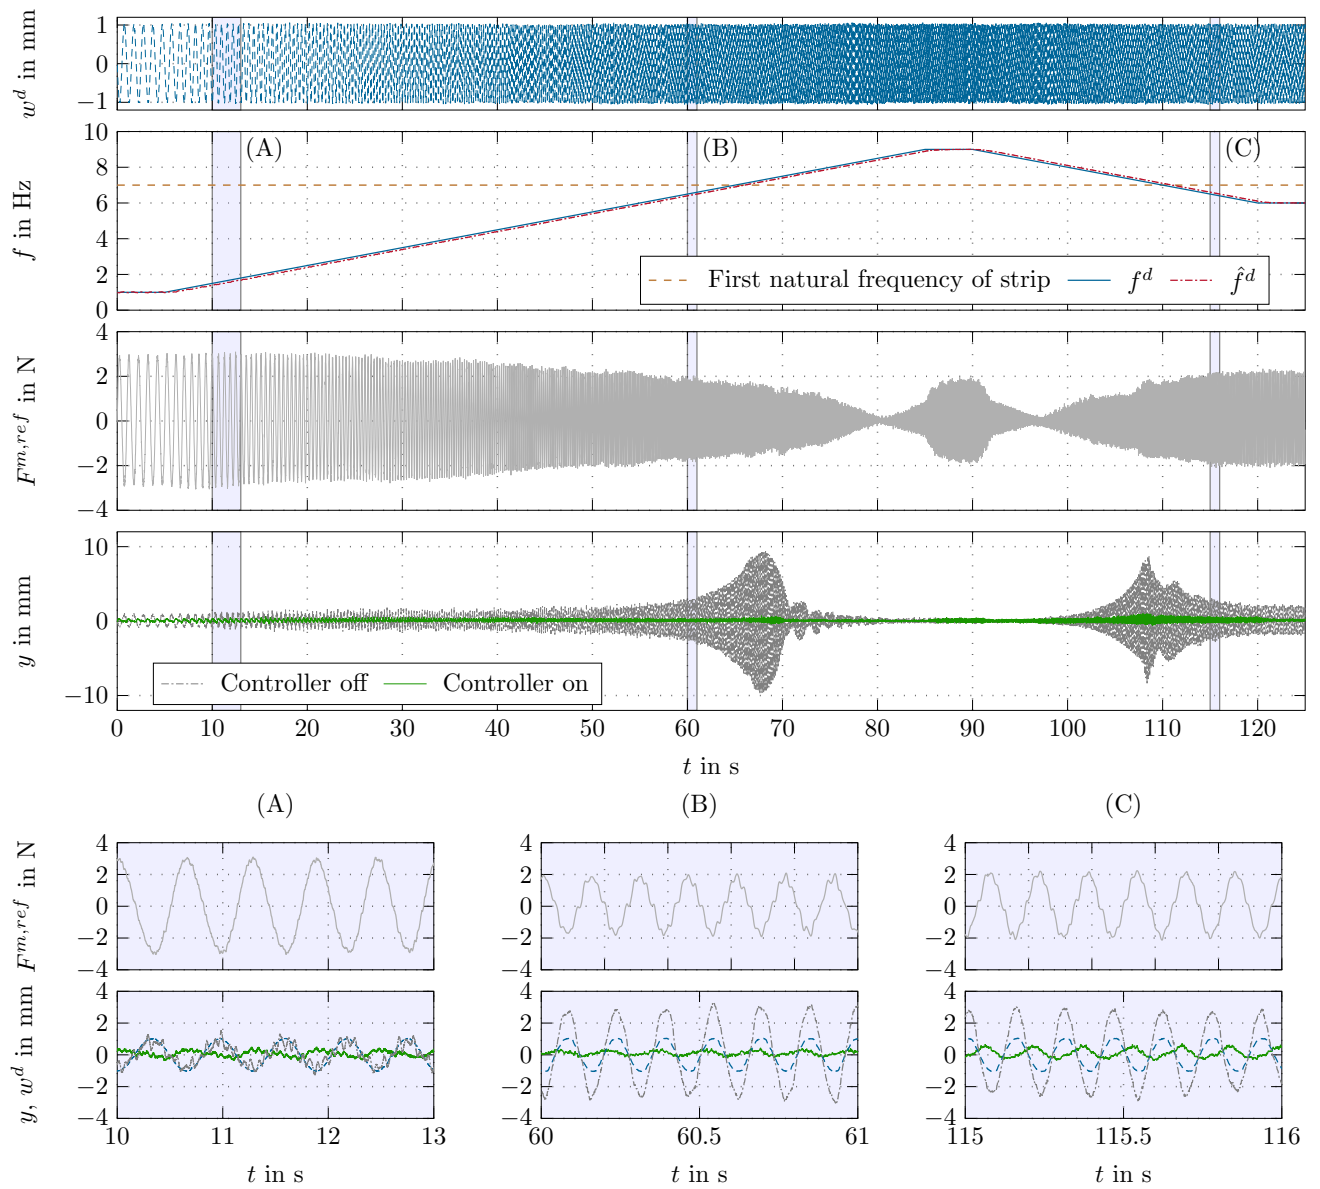 w^d in mm
1
0
−1
f in Hz
10
8
6
4
2
0
(A)
(B)
(C)
First natural frequency of strip
f^d
f̂^d
F^{m,ref} in N
4
2
0
−2
−4
y in mm
10
0
−10
Controller off
Controller on
0 10 20 30 40 50 60 70 80 90 100 110 120
t in s
(A) (B) (C)
F^{m,ref} in N
4 4 4
2 2 2
0 0 0
−2 −2 −2
−4 −4 −4
y, w^d in mm
4 4 4
2 2 2
0 0 0
−2 −2 −2
−4 −4 −4
10 11 12 13 60 60.5 61 115 115.5 116
t in s t in s t in s